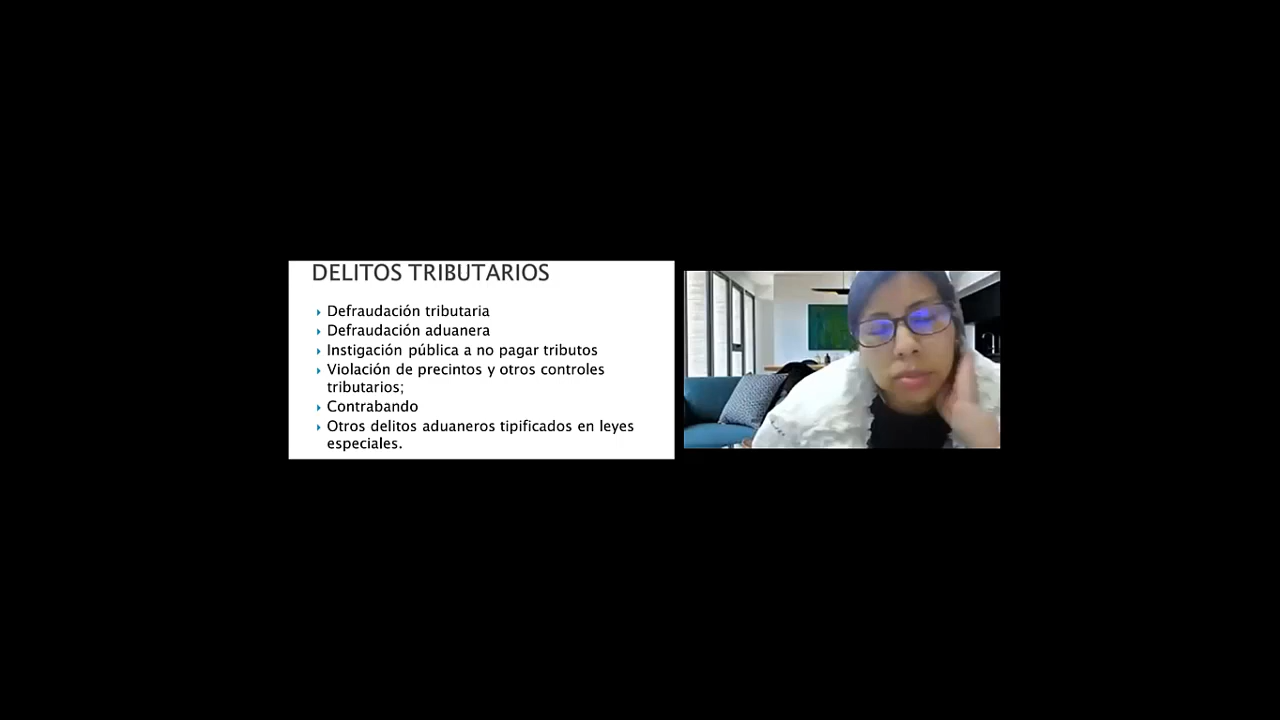 DELITOS TRIBUTARIOS
Defraudación tributaria
Defraudación aduanera
Instigación pública a no pagar tributos
Violación de precintos y otros controles
tributarios;
Contrabando
Otros delitos aduaneros tipificados en leyes
especiales.